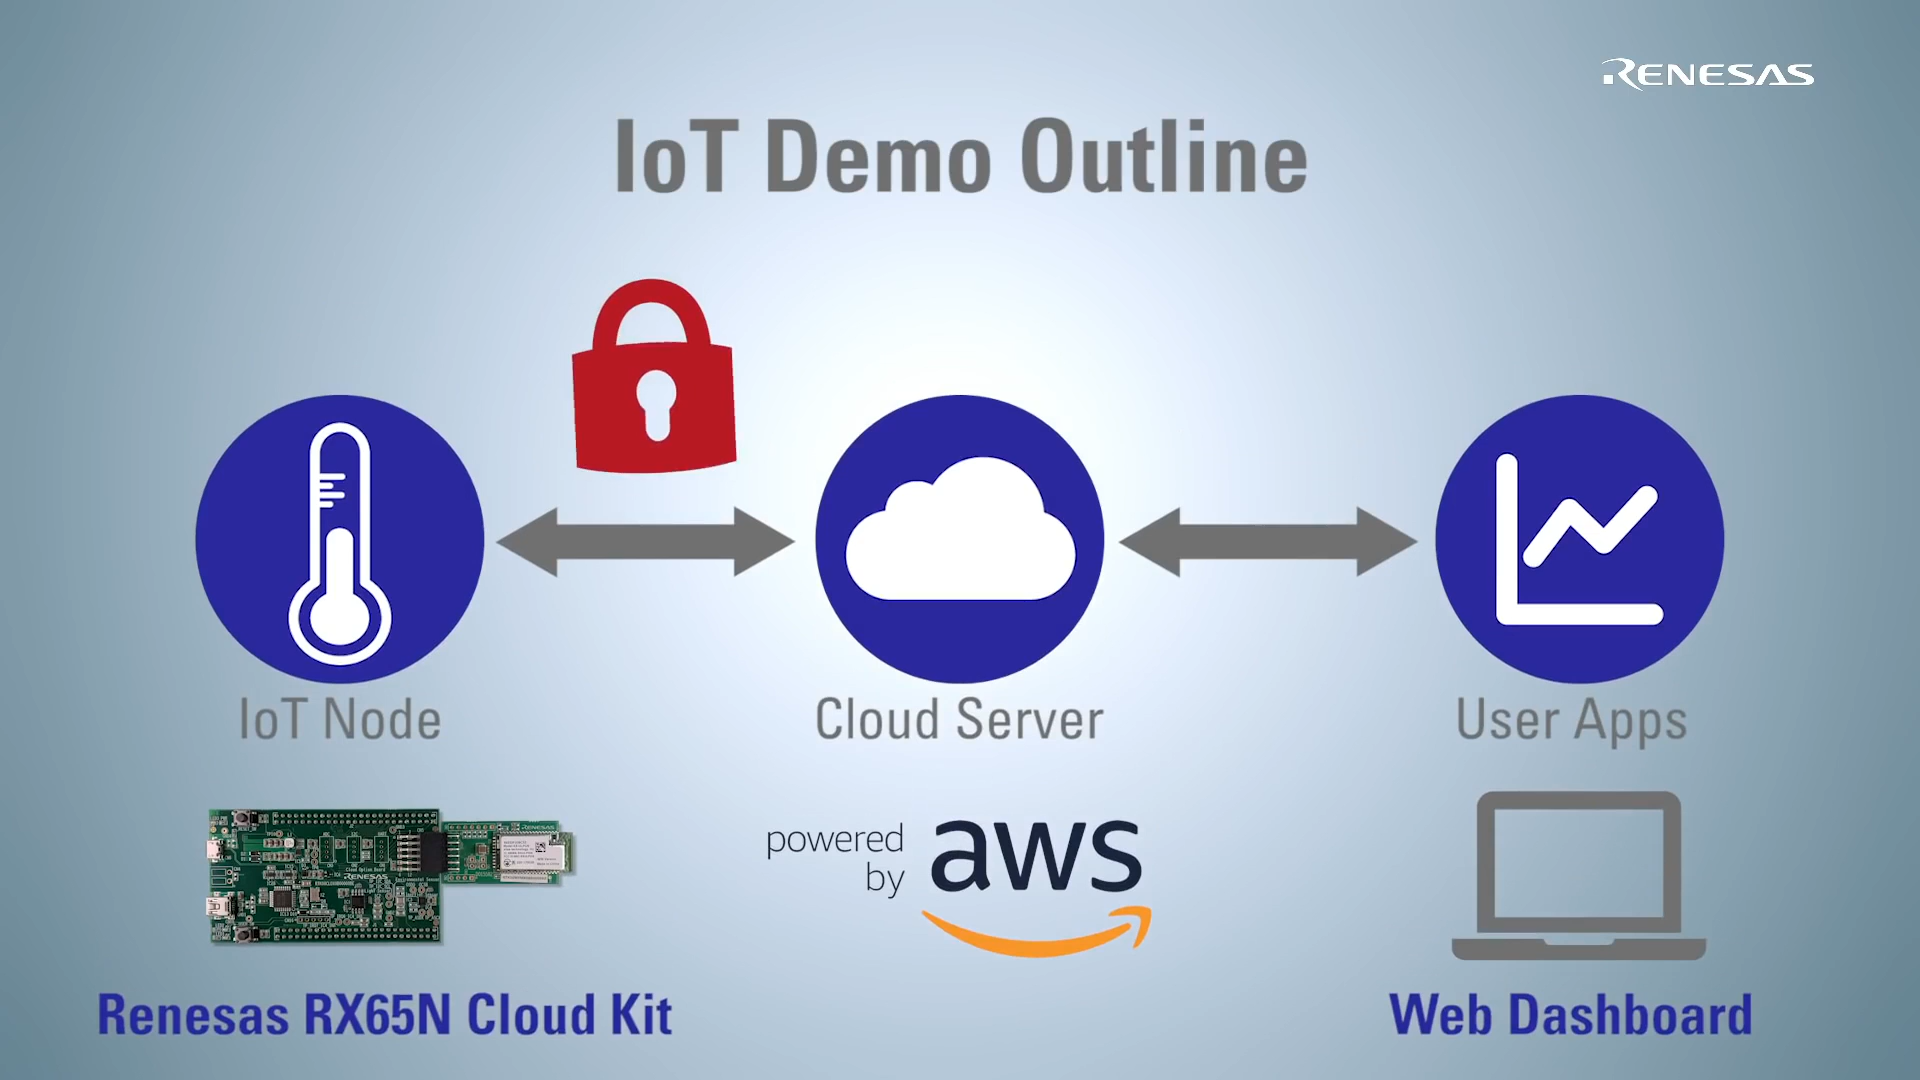 RENESAS
IoT Demo Outline
IoT Node
Cloud Server
User Apps
RENESAS
powered
by
aws
Renesas RX65N Cloud Kit
Web Dashboard